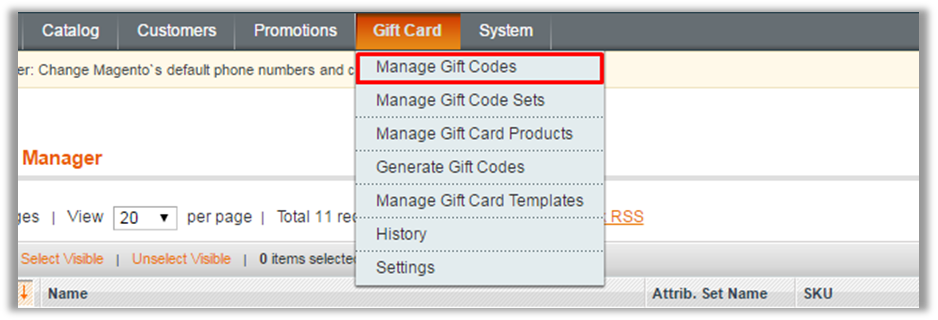 Catalog Customers Promotions Gift Card System
er: Change Magento`s default phone numbers and
Manage Gift Codes
Manage Gift Code Sets
Manage Gift Card Products
Generate Gift Codes
Manage Gift Card Templates
History
Settings
Manager
ges | View 20 per page | Total 11 rec RSS
Select Visible | Unselect Visible | 0 items selected
Name Attrib. Set Name SKU